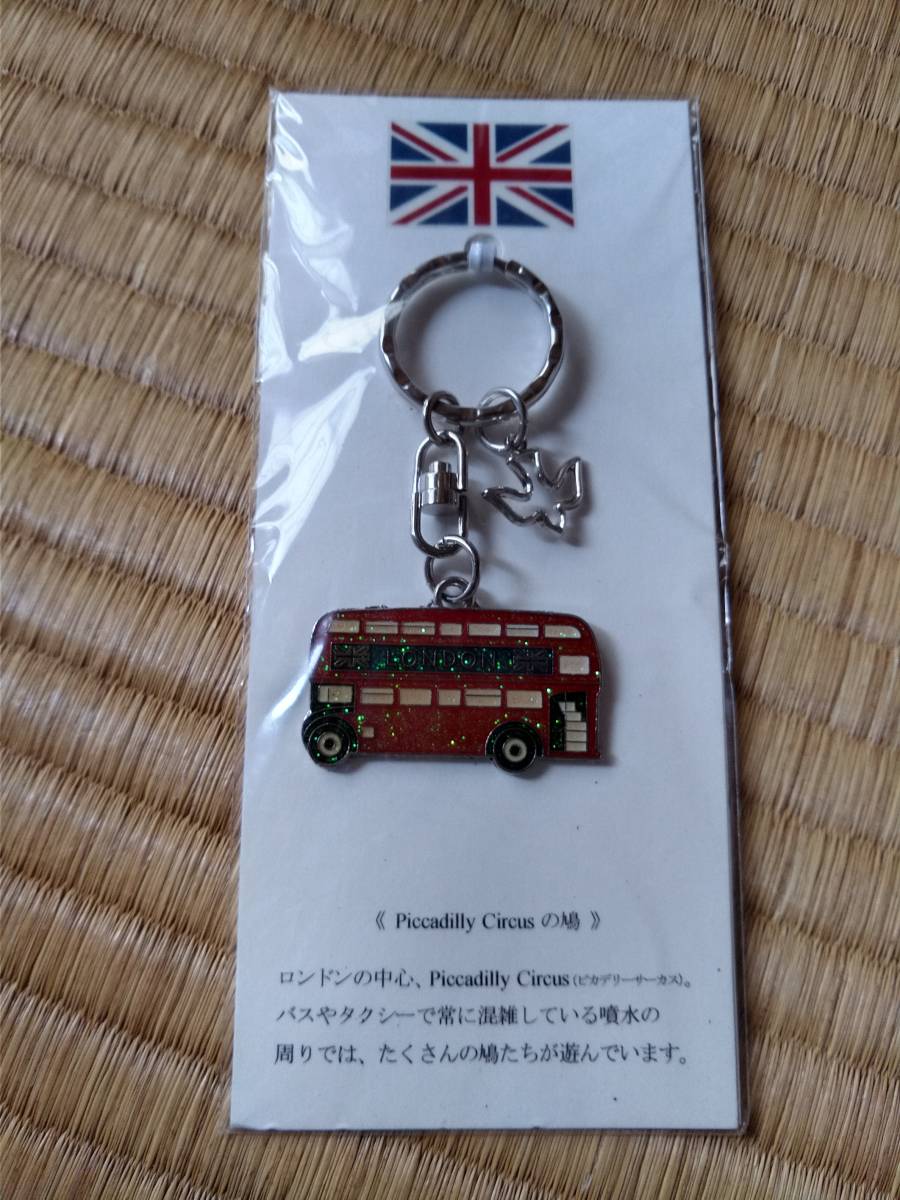 LONDON
《 Piccadilly Circus の鳩 》
ロンドンの中心、Piccadilly Circus（ピカデリーサーカス）。
バスやタクシーで常に混雑している噴水の
周りでは、たくさんの鳩たちが遊んでいます。